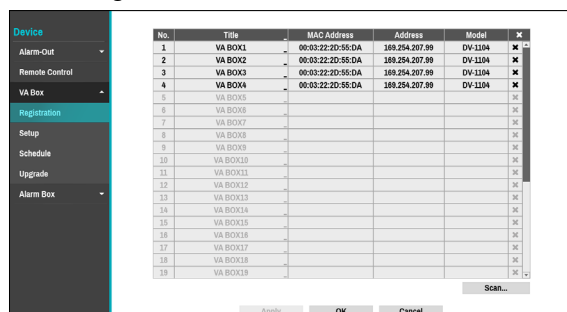 Device
Alarm-Out
Remote Control
VA Box
Registration
Setup
Schedule
Upgrade
Alarm Box
No. Title MAC Address Address Model
1 VA BOX1 00:03:22:2D:55:DA 169.254.207.99 DV-1104
2 VA BOX2 00:03:22:2D:55:DA 169.254.207.99 DV-1104
3 VA BOX3 00:03:22:2D:55:DA 169.254.207.99 DV-1104
4 VA BOX4 00:03:22:2D:55:DA 169.254.207.99 DV-1104
5 VA BOX5
6 VA BOX6
7 VA BOX7
8 VA BOX8
9 VA BOX9
10 VA BOX10
11 VA BOX11
12 VA BOX12
13 VA BOX13
14 VA BOX14
15 VA BOX15
16 VA BOX16
17 VA BOX17
18 VA BOX18
19 VA BOX19
Scan...
Apply OK Cancel